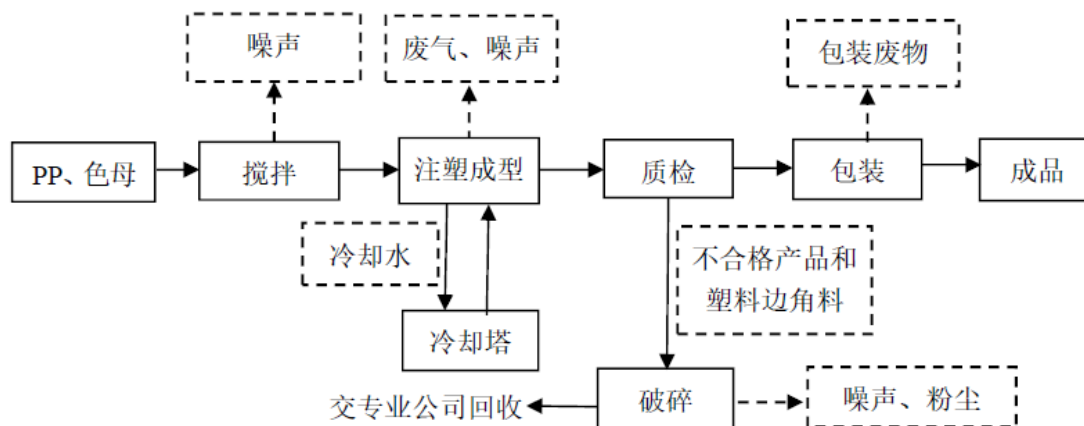 噪声
废气、噪声
包装废物
PP、色母
搅拌
注塑成型
质检
包装
成品
冷却水
不合格产品和
塑料边角料
冷却塔
交专业公司回收
破碎
噪声、粉尘